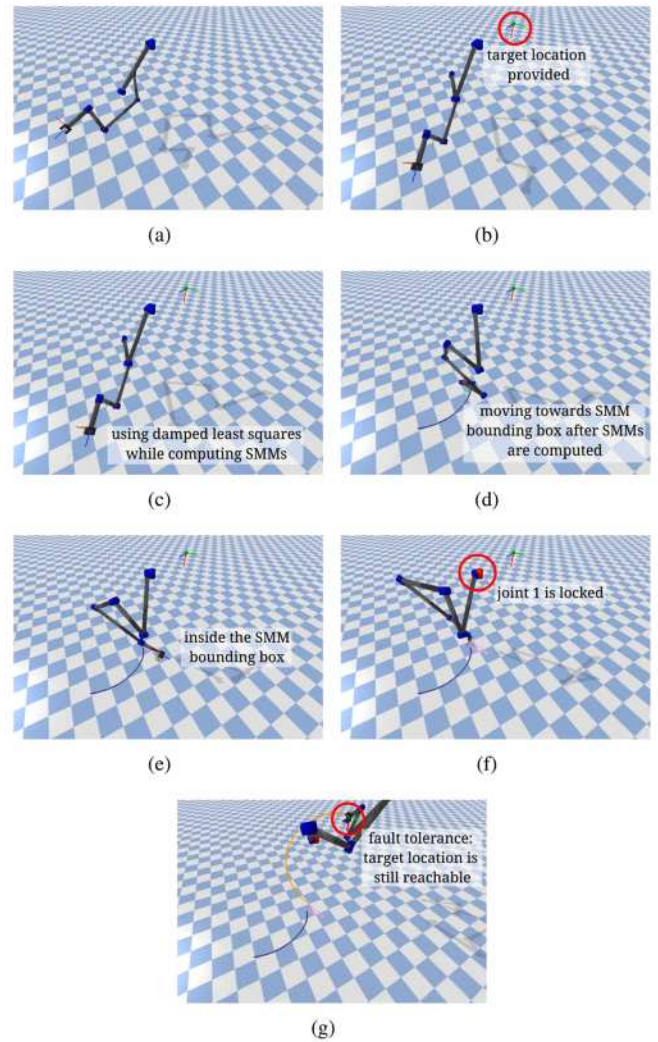 target location
provided
(a)
(b)
using damped least squares
while computing SMMs
moving towards SMM
bounding box after SMMs
are computed
(c)
(d)
inside the SMM
bounding box
joint 1 is locked
(e)
(f)
fault tolerance:
target location is
still reachable
(g)